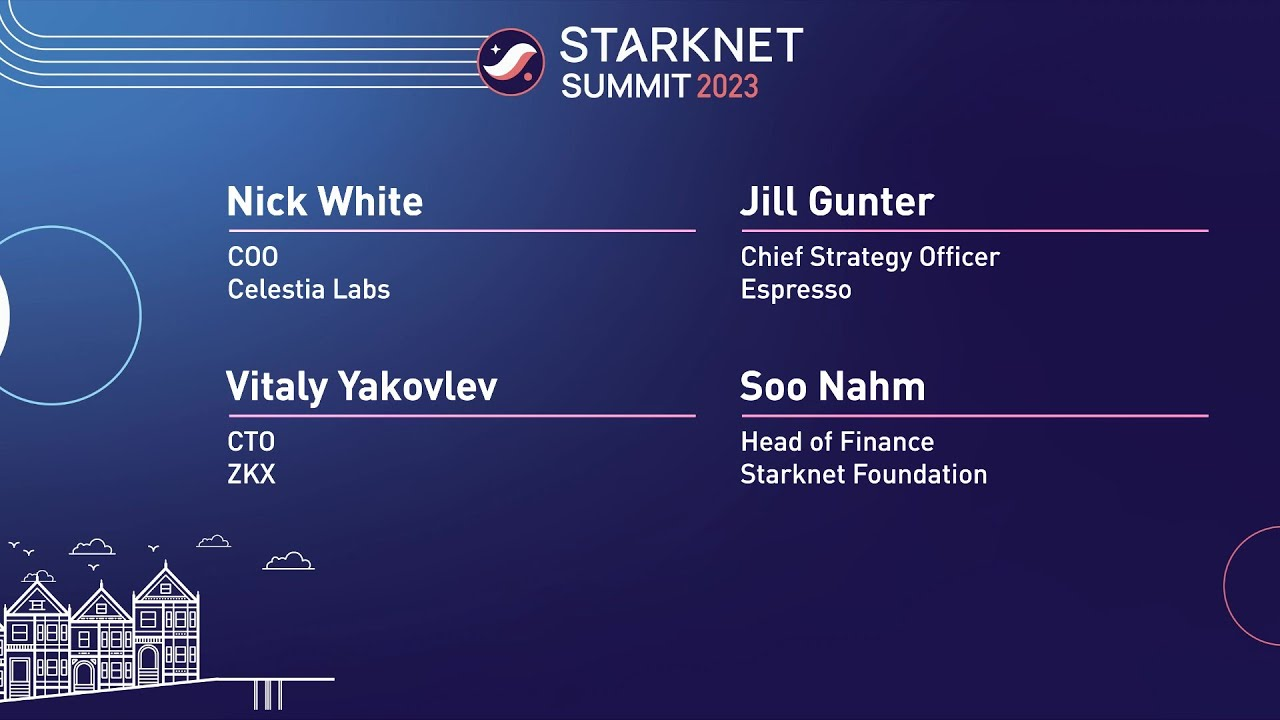 STARKNET
SUMMIT 2023
Nick White
COO
Celestia Labs
Jill Gunter
Chief Strategy Officer
Espresso
Vitaly Yakovlev
CTO
ZKX
Soo Nahm
Head of Finance
Starknet Foundation